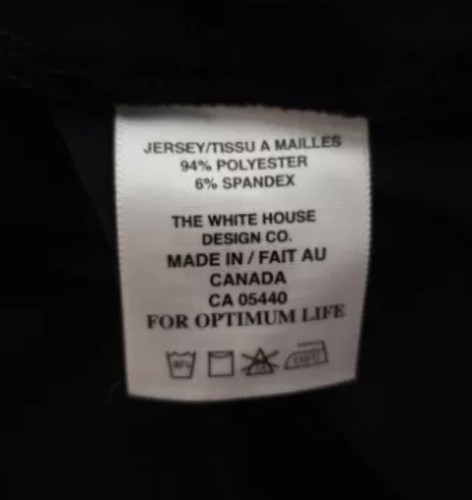 JERSEY/TISSU A MAILLES
94% POLYESTER
6% SPANDEX
THE WHITE HOUSE
DESIGN CO.
MADE IN / FAIT AU
CANADA
CA 05440
FOR OPTIMUM LIFE